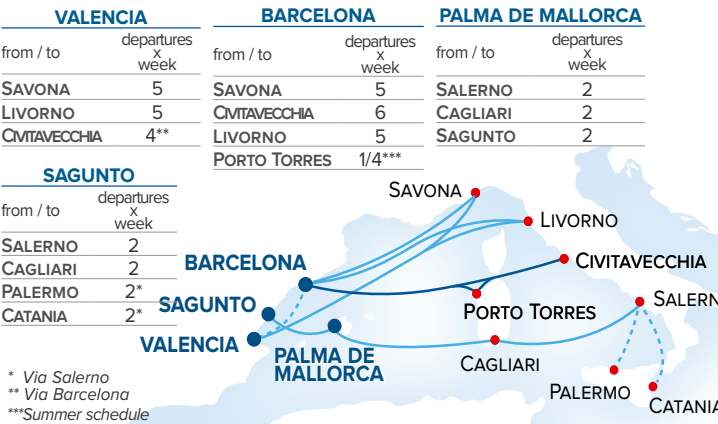 VALENCIA
from / to departures x week
SAVONA 5
LIVORNO 5
CIVITAVECCHIA 4**
BARCELONA
from / to departures x week
SAVONA 5
CIVITAVECCHIA 6
LIVORNO 5
PORTO TORRES 1/4***
PALMA DE MALLORCA
from / to departures x week
SALERNO 2
CAGLIARI 2
SAGUNTO 2
SAGUNTO
from / to departures x week
SALERNO 2
CAGLIARI 2
PALERMO 2*
CATANIA 2*
SAVONA
LIVORNO
BARCELONA
CIVITAVECCHIA
SAGUNTO
PORTO TORRES
SALERN
VALENCIA
PALMA DE
MALLORCA
CAGLIARI
PALERMO
CATANIA
* Via Salerno
** Via Barcelona
***Summer schedule